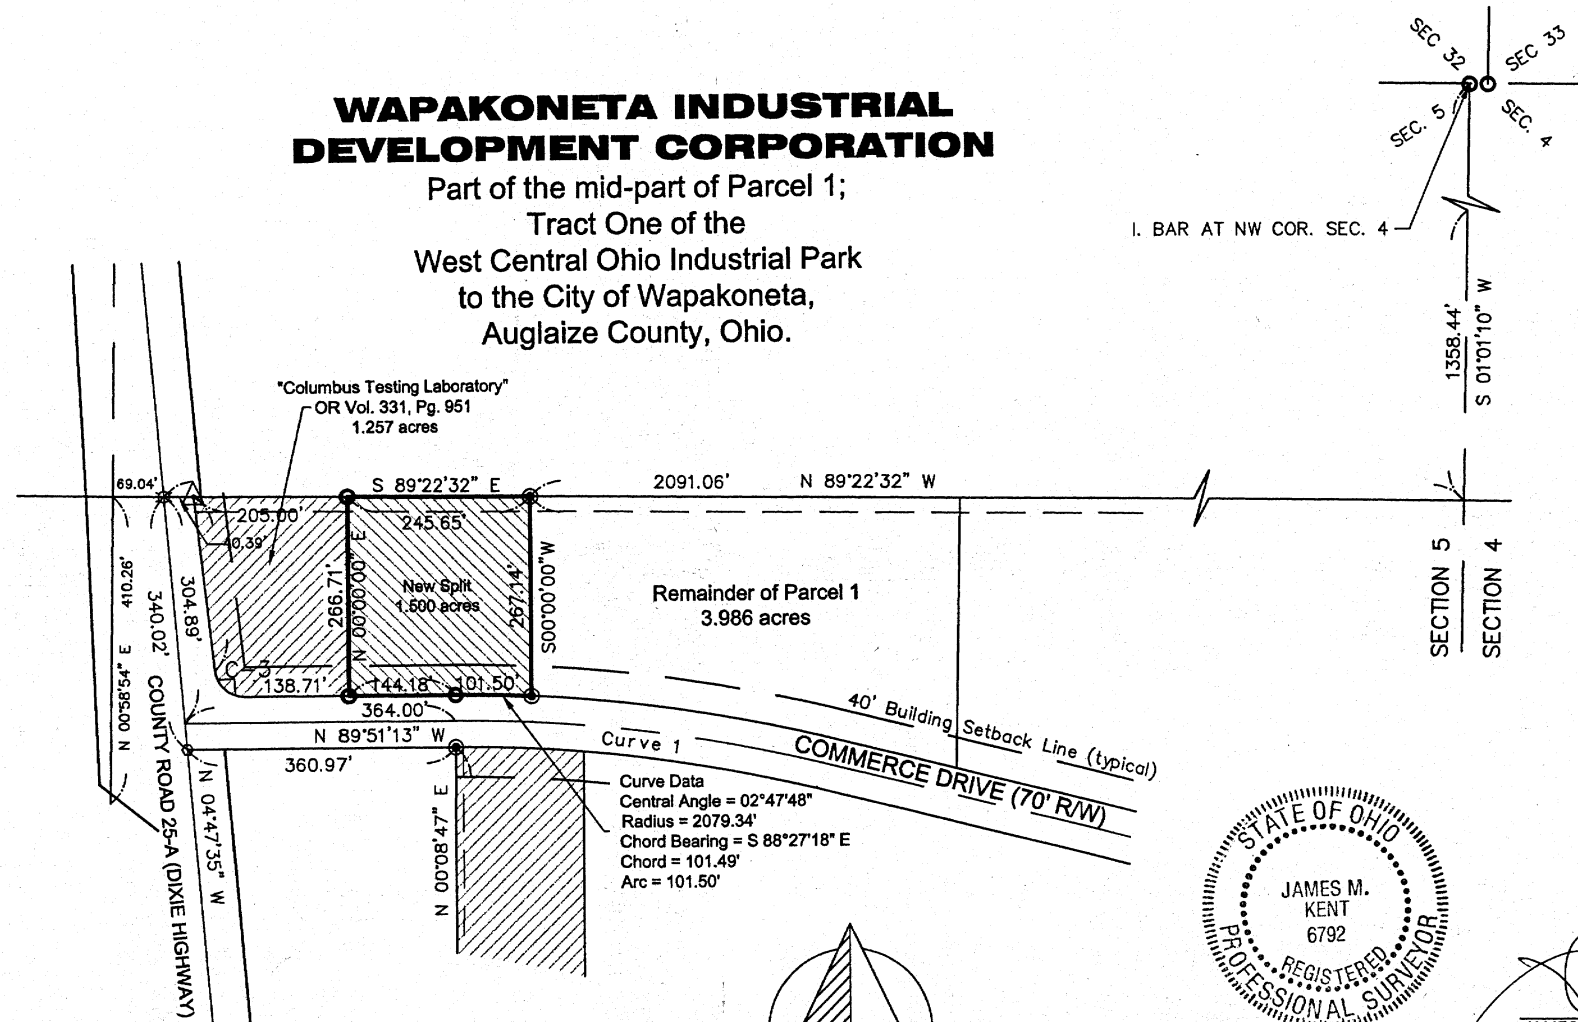 WAPAKONETA INDUSTRIAL
DEVELOPMENT CORPORATION
Part of the mid-part of Parcel 1;
Tract One of the
West Central Ohio Industrial Park
to the City of Wapakoneta,
Auglaize County, Ohio.
SEC 32
SEC 33
SEC. 5
SEC. 4
I. BAR AT NW COR. SEC. 4
1358.44'
S 01°01'10" W
"Columbus Testing Laboratory"
OR Vol. 331, Pg. 951
1.257 acres
69.04'
S 89°22'32" E
2091.06'
N 89°22'32" W
205.00'
245.65'
40.39'
410.26'
N 00°58'54" E
304.89'
340.02'
266.71'
N 00°00'00" E
New Split
1.500 acres
267.14'
S00°00'00"W
Remainder of Parcel 1
3.986 acres
SECTION 5
SECTION 4
C 3
138.71'
144.18'
101.50'
364.00'
N 89°51'13" W
360.97'
Curve 1
40' Building Setback Line (typical)
COMMERCE DRIVE (70' R/W)
COUNTY ROAD 25-A (DIXIE HIGHWAY)
N 04°47'35" W
N 00°08'47" E
Curve Data
Central Angle = 02°47'48"
Radius = 2079.34'
Chord Bearing = S 88°27'18" E
Chord = 101.49'
Arc = 101.50'
STATE OF OHIO
JAMES M.
KENT
6792
REGISTERED
PROFESSIONAL SURVEYOR